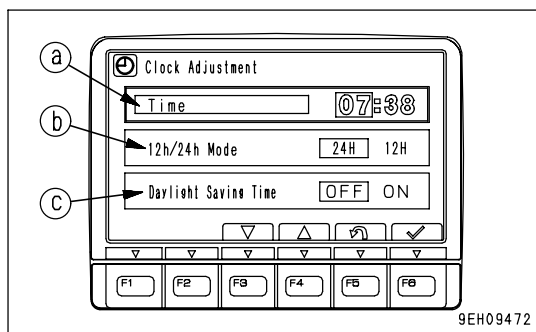 Clock Adjustment
a
Time 07:38
b
12h/24h Mode 24H 12H
c
Daylight Saving Time OFF ON
F1 F2 F3 F4 F5 F6
9EH09472